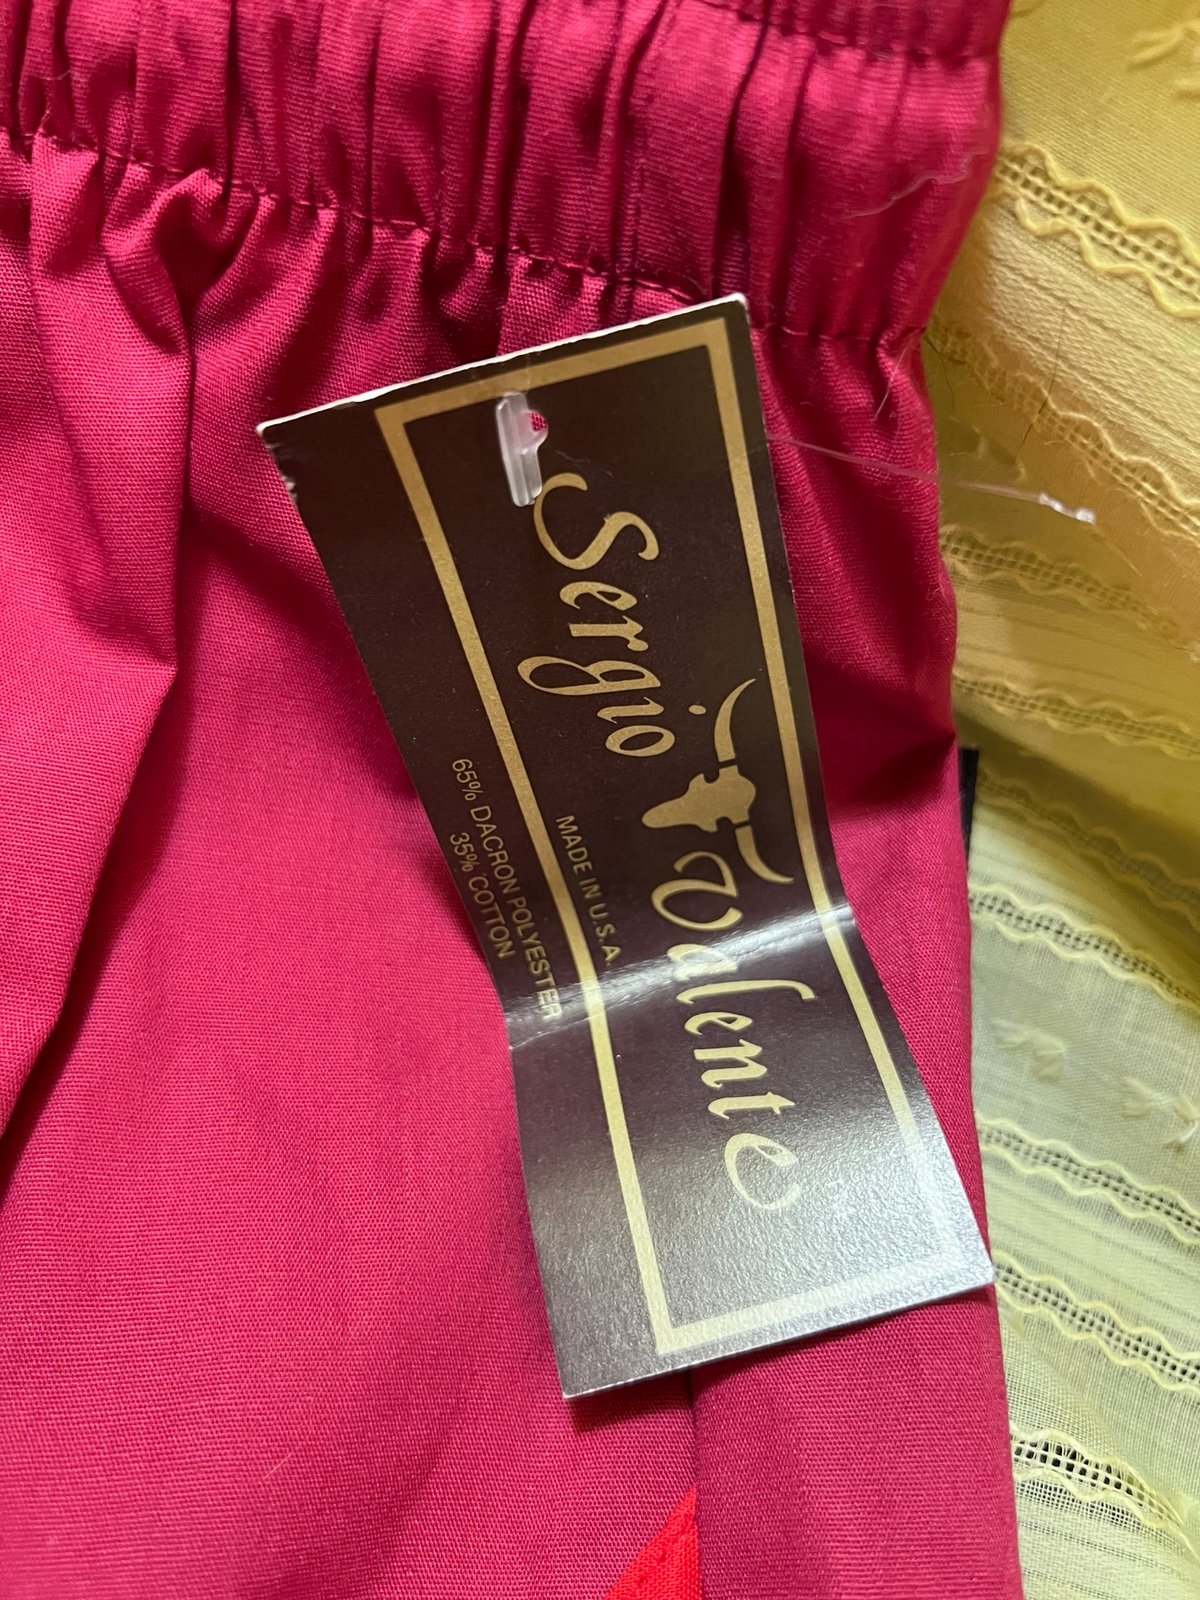 Sergio Valente
MADE IN U.S.A.
65% DACRON POLYESTER
35% COTTON